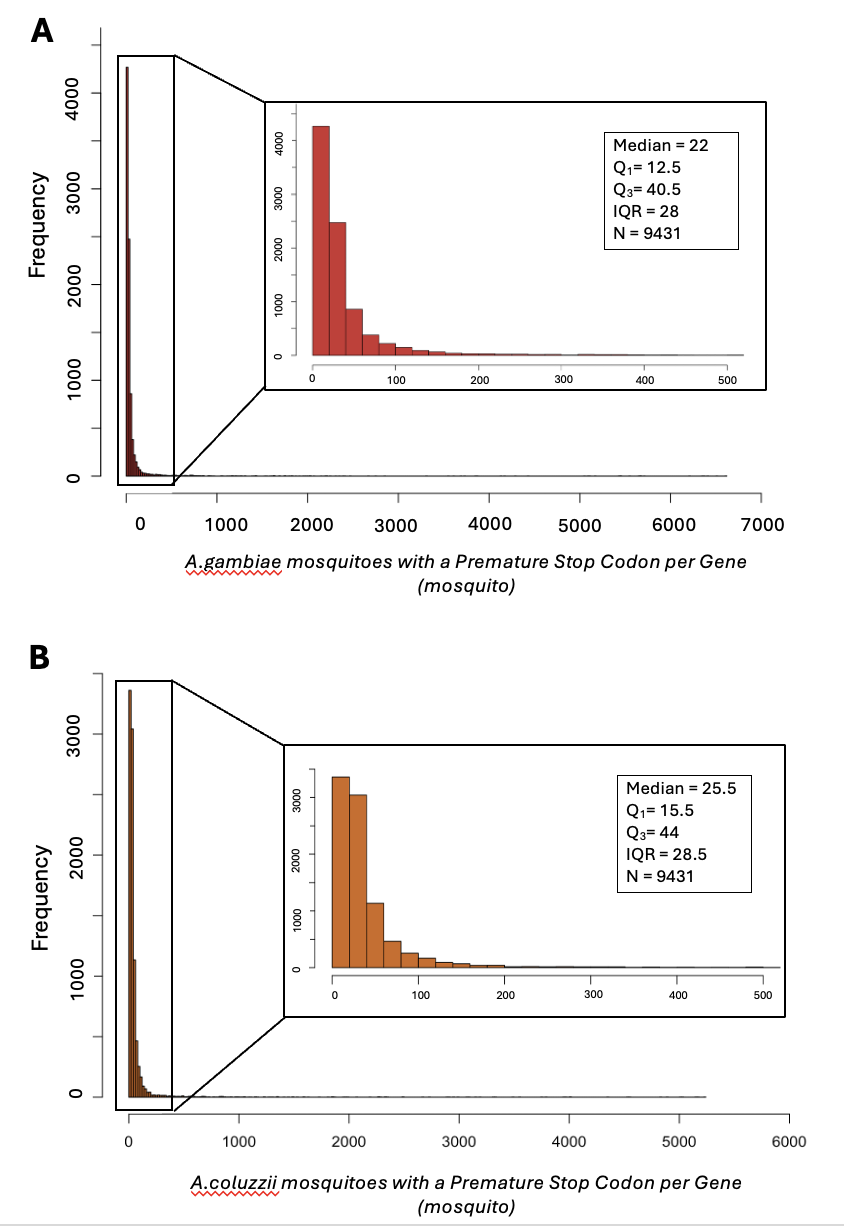 A
Frequency
4000
3000
2000
1000
0
4000
3000
2000
1000
0
Median = 22
Q₁= 12.5
Q₃= 40.5
IQR = 28
N = 9431
0 100 200 300 400 500
0 1000 2000 3000 4000 5000 6000 7000
A.gambiae mosquitoes with a Premature Stop Codon per Gene
(mosquito)
B
Frequency
3000
2000
1000
0
3000
2000
1000
0
Median = 25.5
Q₁= 15.5
Q₃= 44
IQR = 28.5
N = 9431
0 100 200 300 400 500
0 1000 2000 3000 4000 5000 6000
A.coluzzii mosquitoes with a Premature Stop Codon per Gene
(mosquito)